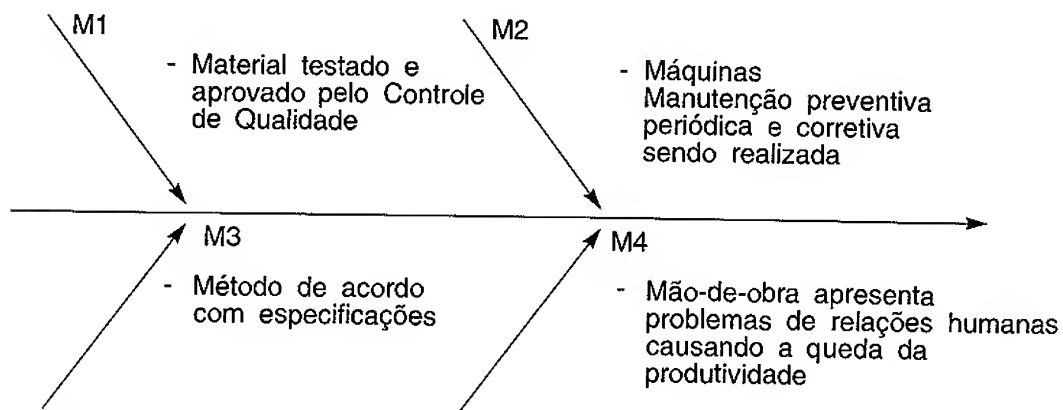 M1
- Material testado e
aprovado pelo Controle
de Qualidade
M2
- Máquinas
Manutenção preventiva
periódica e corretiva
sendo realizada
M3
- Método de acordo
com especificações
M4
- Mão-de-obra apresenta
problemas de relações humanas
causando a queda da
produtividade